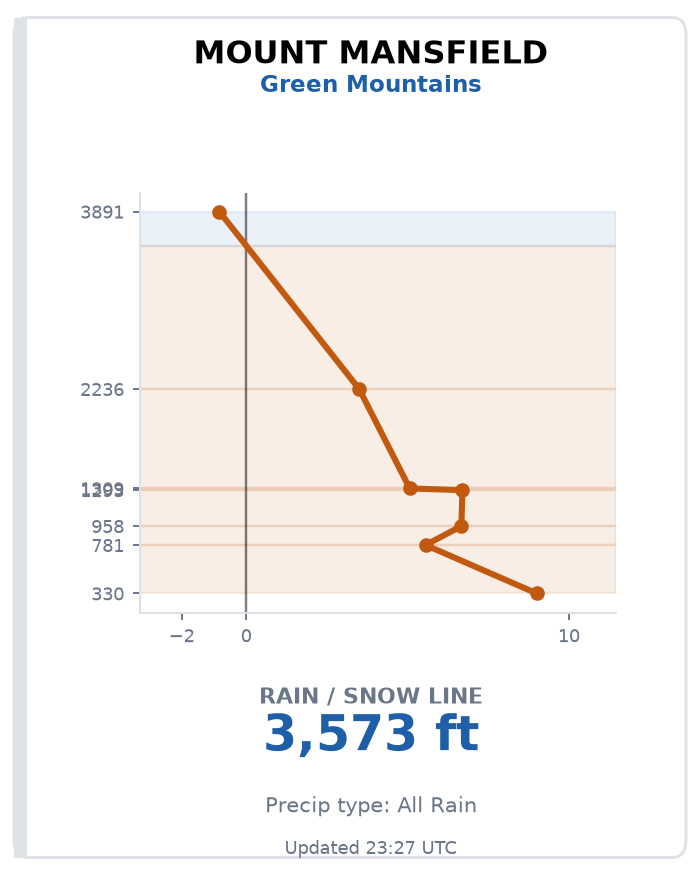 MOUNT MANSFIELD
Green Mountains
3891
2236
958
781
330
−2 0 10
RAIN / SNOW LINE
3,573 ft
Precip type: All Rain
Updated 23:27 UTC